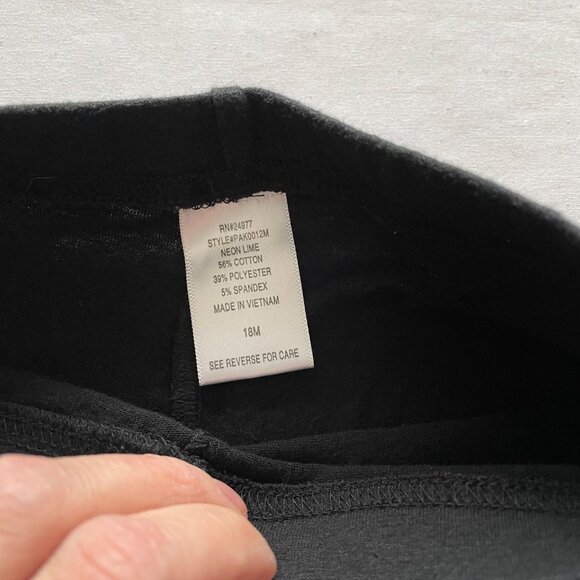 RN#24977
STYLE#PAK0012M
NEON LIME
56% COTTON
39% POLYESTER
5% SPANDEX
MADE IN VIETNAM
18M
SEE REVERSE FOR CARE